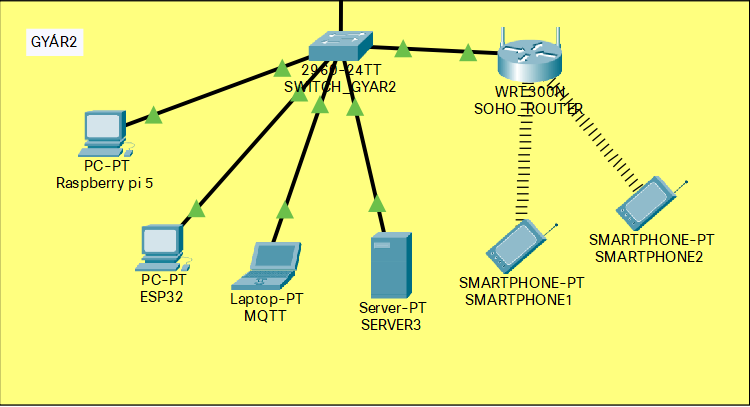 GYÁR2
2960-24TT
SWITCH_GYAR2
WRT300N
SOHO_ROUTER
PC-PT
Raspberry pi 5
PC-PT
ESP32
Laptop-PT
MQTT
Server-PT
SERVER3
SMARTPHONE-PT
SMARTPHONE1
SMARTPHONE-PT
SMARTPHONE2